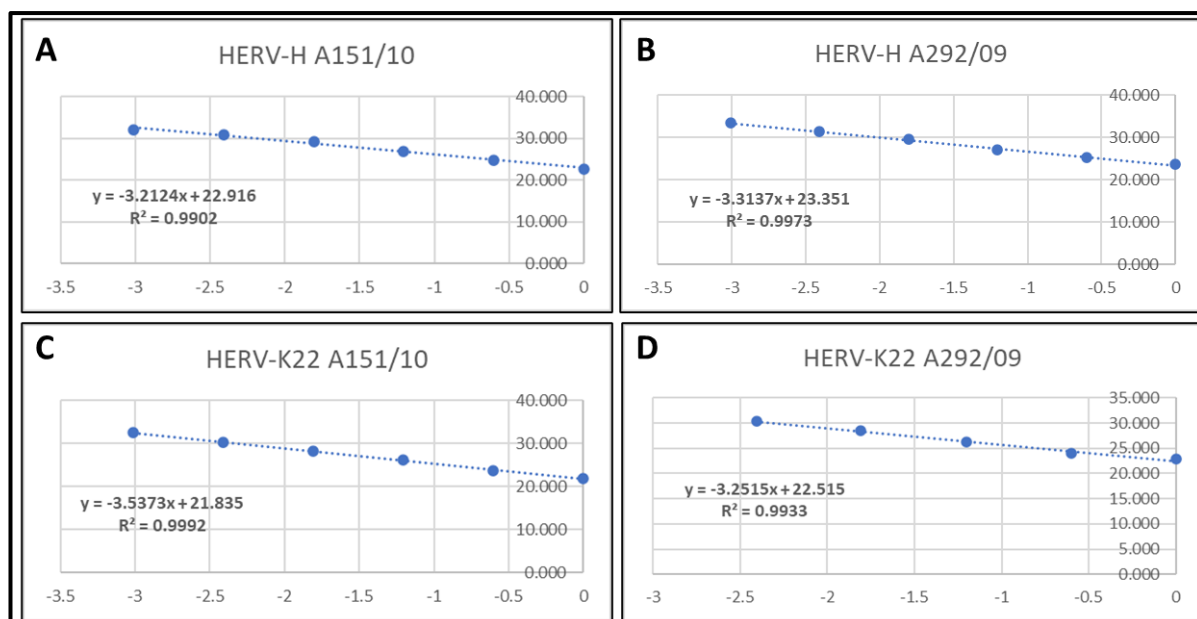 A
HERV-H A151/10
40.000
30.000
20.000
10.000
0.000
y = -3.2124x + 22.916
R² = 0.9902
-3.5 -3 -2.5 -2 -1.5 -1 -0.5 0
B
HERV-H A292/09
40.000
30.000
20.000
10.000
0.000
y = -3.3137x + 23.351
R² = 0.9973
-3.5 -3 -2.5 -2 -1.5 -1 -0.5 0
C
HERV-K22 A151/10
40.000
30.000
20.000
10.000
0.000
y = -3.5373x + 21.835
R² = 0.9992
-3.5 -3 -2.5 -2 -1.5 -1 -0.5 0
D
HERV-K22 A292/09
35.000
30.000
25.000
20.000
15.000
10.000
5.000
0.000
y = -3.2515x + 22.515
R² = 0.9933
-3 -2.5 -2 -1.5 -1 -0.5 0